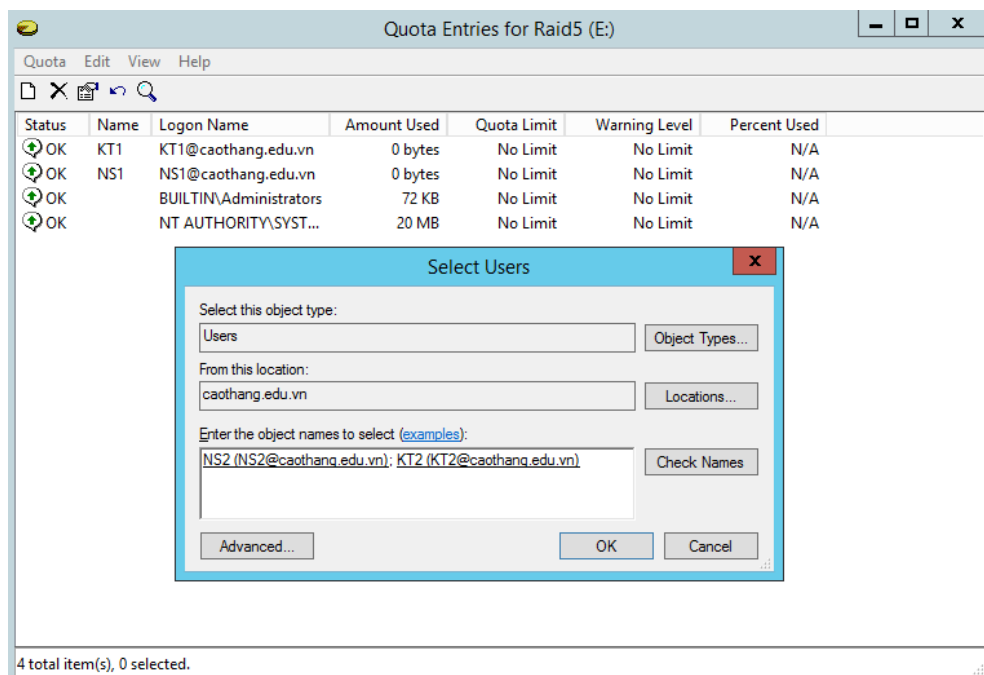 Quota Entries for Raid5 (E:)
Quota Edit View Help
Status Name Logon Name Amount Used Quota Limit Warning Level Percent Used
OK KT1 KT1@caothang.edu.vn 0 bytes No Limit No Limit N/A
OK NS1 NS1@caothang.edu.vn 0 bytes No Limit No Limit N/A
OK BUILTIN\Administrators 72 KB No Limit No Limit N/A
OK NT AUTHORITY\SYST... 20 MB No Limit No Limit N/A
Select Users
Select this object type:
Users Object Types...
From this location:
caothang.edu.vn Locations...
Enter the object names to select (examples):
NS2 (NS2@caothang.edu.vn); KT2 (KT2@caothang.edu.vn) Check Names
Advanced... OK Cancel
4 total item(s), 0 selected.